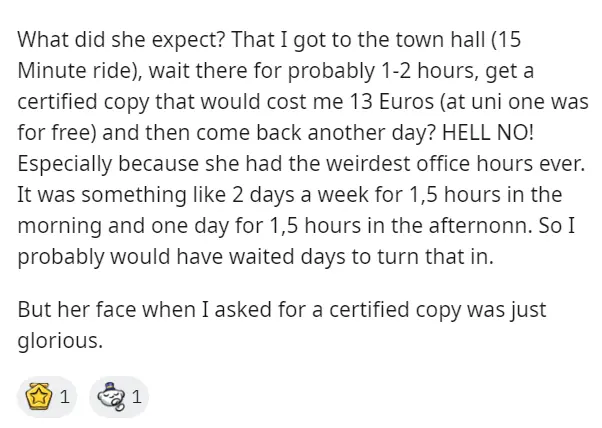 What did she expect? That I got to the town hall (15
Minute ride), wait there for probably 1-2 hours, get a
certified copy that would cost me 13 Euros (at uni one was
for free) and then come back another day? HELL NO!
Especially because she had the weirdest office hours ever.
It was something like 2 days a week for 1,5 hours in the
morning and one day for 1,5 hours in the afternonn. So I
probably would have waited days to turn that in.
But her face when I asked for a certified copy was just
glorious.
1 1